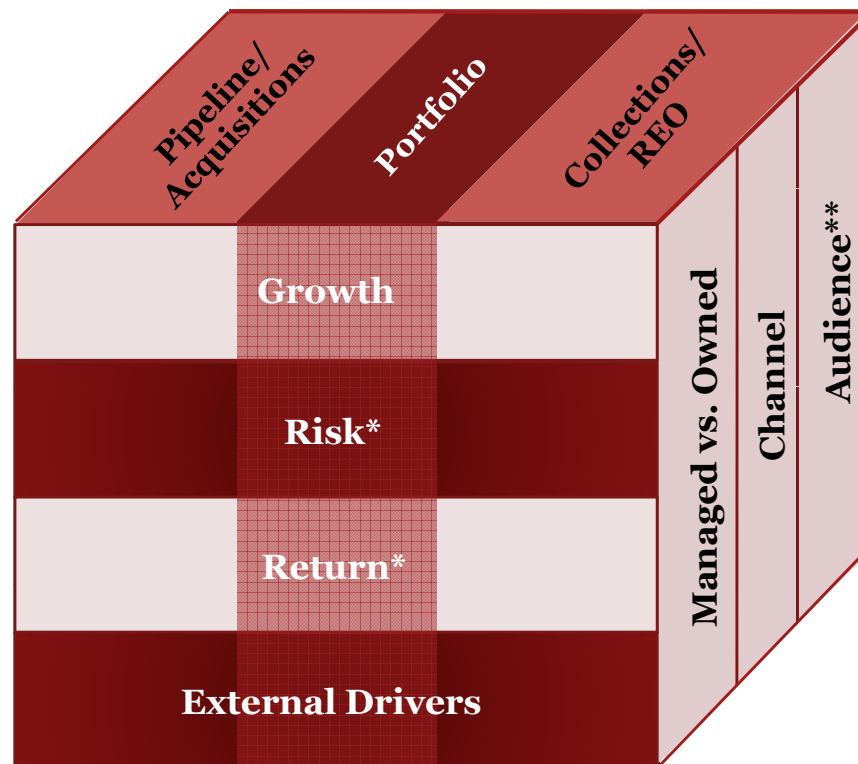 Pipeline/
Acquisitions
Portfolio
Collections/
REO
Growth
Risk*
Return*
External Drivers
Managed vs. Owned
Channel
Audience**